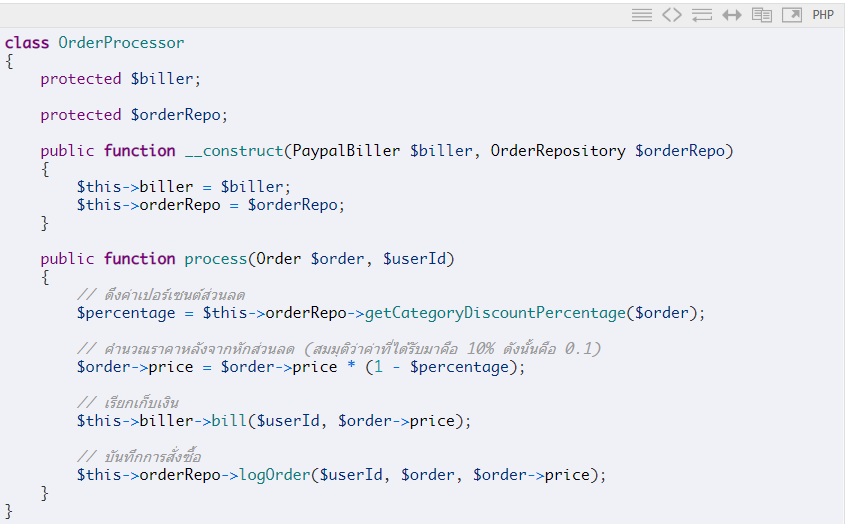 PHP
class OrderProcessor
{
    protected $biller;
    protected $orderRepo;
    public function __construct(PaypalBiller $biller, OrderRepository $orderRepo)
    {
        $this->biller = $biller;
        $this->orderRepo = $orderRepo;
    }
    public function process(Order $order, $userId)
    {
        // ดึงค่าเปอร์เซนต์ส่วนลด
        $percentage = $this->orderRepo->getCategoryDiscountPercentage($order);
        // คำนวณราคาหลังจากหักส่วนลด (สมมุติว่าค่าที่ได้รับมาคือ 10% ดังนั้นคือ 0.1)
        $order->price = $order->price * (1 - $percentage);
        // เรียกเก็บเงิน
        $this->biller->bill($userId, $order->price);
        // บันทึกการสั่งซื้อ
        $this->orderRepo->logOrder($userId, $order, $order->price);
    }
}